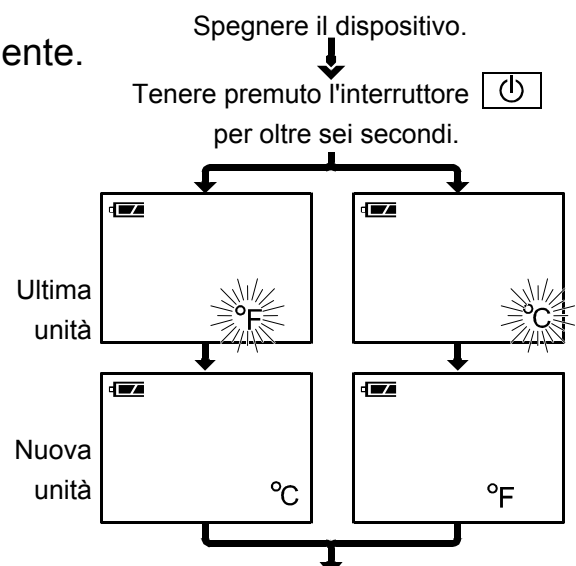 Spegnere il dispositivo.
ente.
Tenere premuto l'interruttore
per oltre sei secondi.
Ultima
unità
°F
°C
Nuova
unità
°C
°F